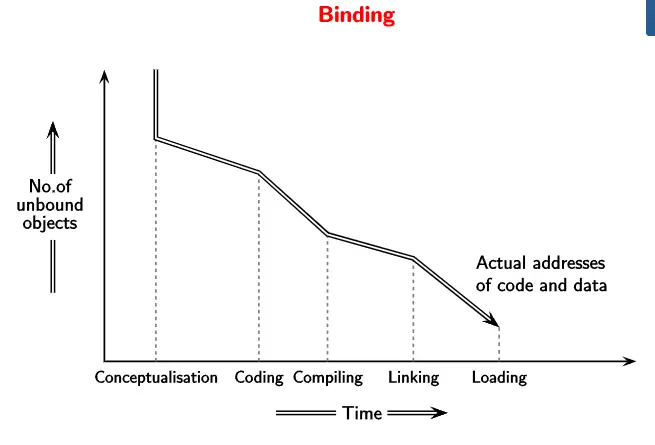 Binding
No.of
unbound
objects
Actual addresses
of code and data
Conceptualisation Coding Compiling Linking Loading
Time